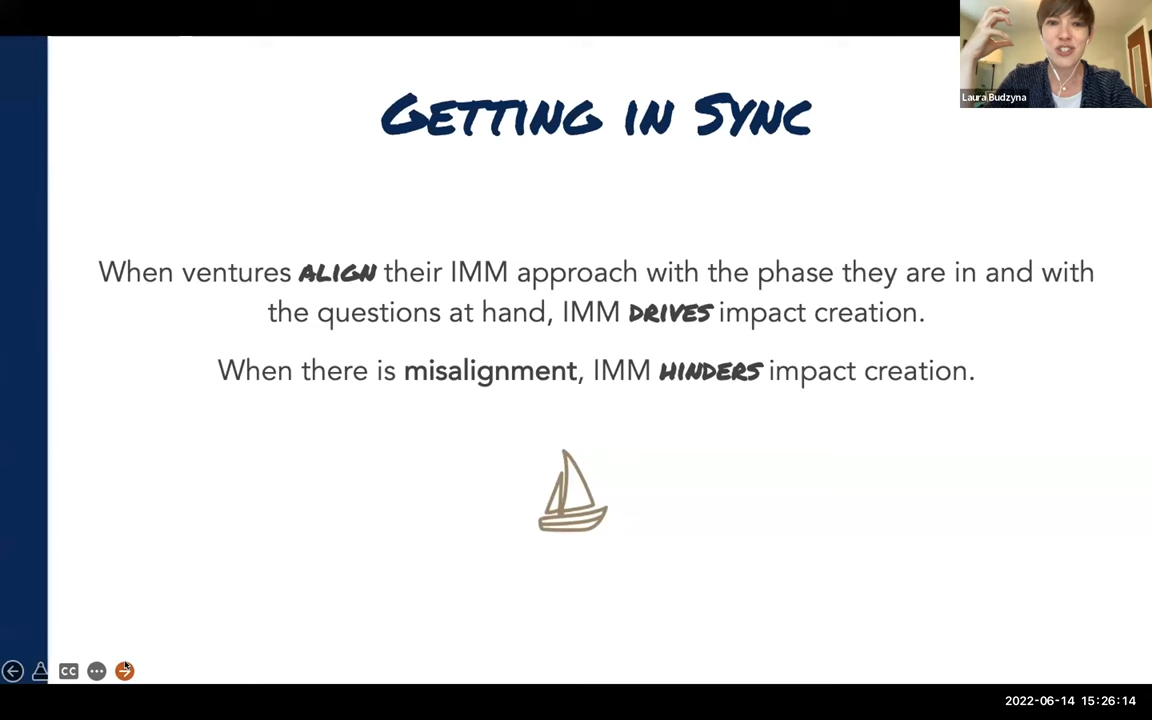 Laura Budzyna
GETTING IN SYNC
When ventures ALIGN their IMM approach with the phase they are in and with
the questions at hand, IMM DRIVES impact creation.
When there is misalignment, IMM HINDERS impact creation.
CC
2022-06-14 15:26:14